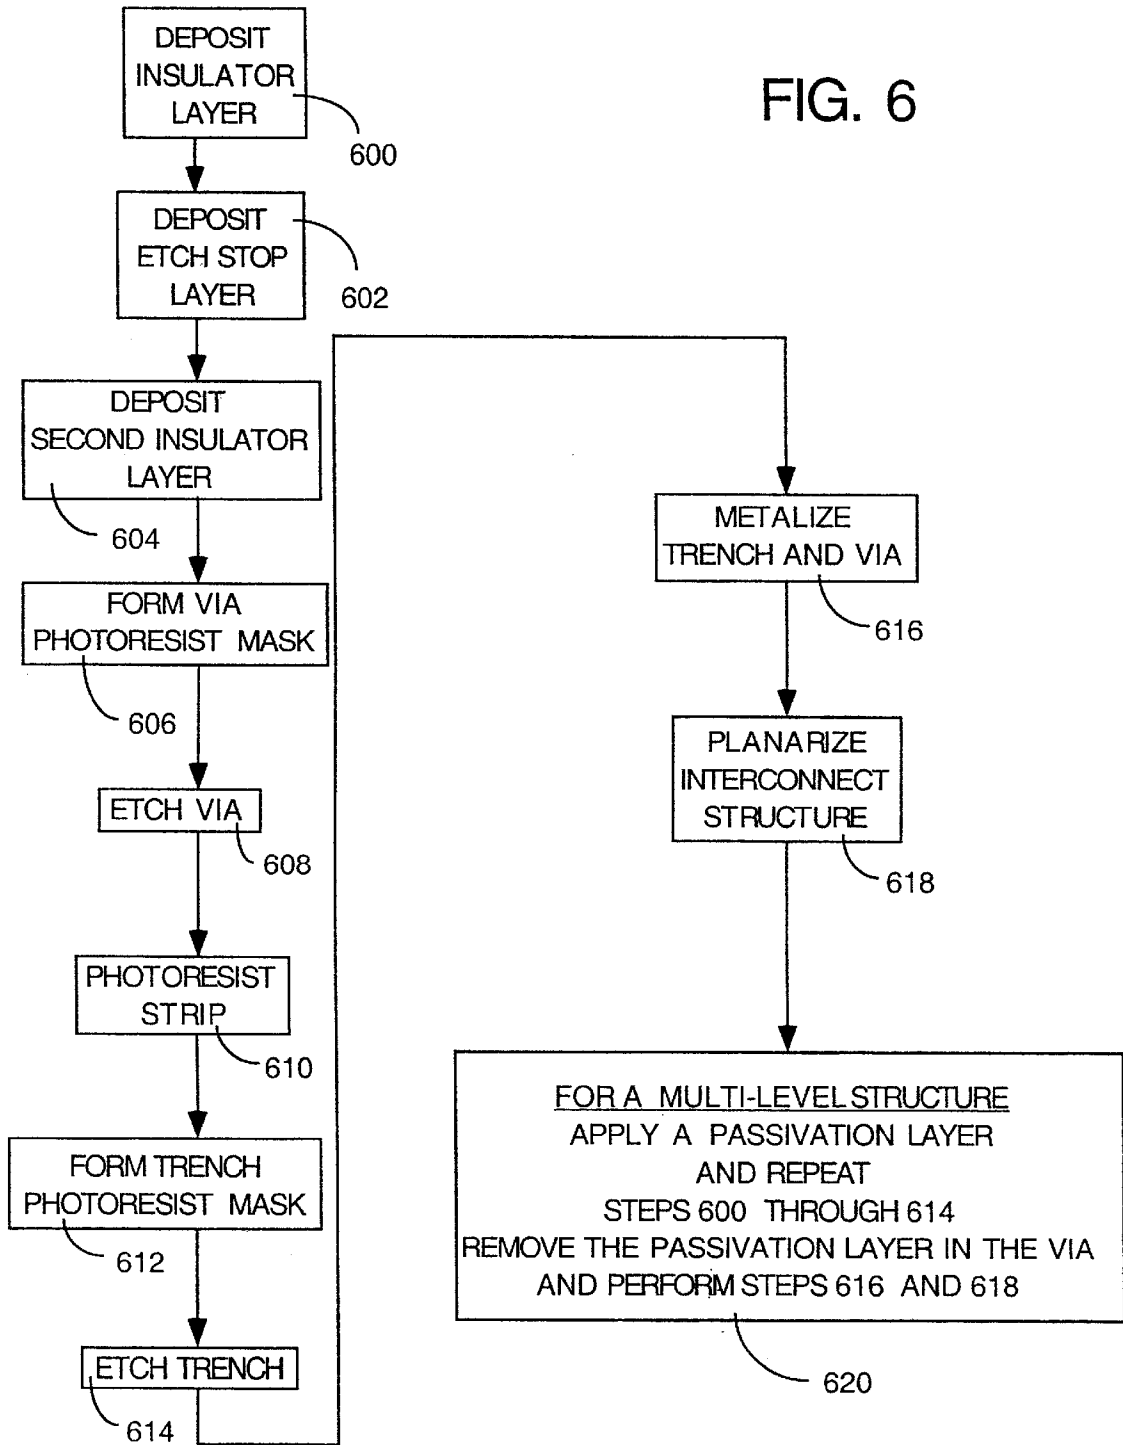 FIG. 6
DEPOSIT
INSULATOR
LAYER
600
DEPOSIT
ETCH STOP
LAYER
602
DEPOSIT
SECOND INSULATOR
LAYER
604
FORM VIA
PHOTORESIST MASK
606
ETCH VIA
608
PHOTORESIST
STRIP
610
FORM TRENCH
PHOTORESIST MASK
612
ETCH TRENCH
614
METALIZE
TRENCH AND VIA
616
PLANARIZE
INTERCONNECT
STRUCTURE
618
FOR A MULTI-LEVEL STRUCTURE
APPLY A PASSIVATION LAYER
AND REPEAT
STEPS 600 THROUGH 614
REMOVE THE PASSIVATION LAYER IN THE VIA
AND PERFORM STEPS 616 AND 618
620